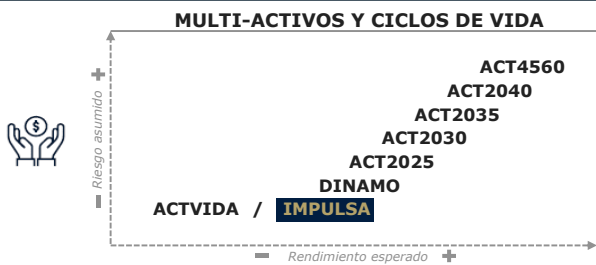 MULTI-ACTIVOS Y CICLOS DE VIDA
ACT4560
ACT2040
ACT2035
ACT2030
ACT2025
DINAMO
ACTVIDA / IMPULSA
Riesgo asumido
Rendimiento esperado